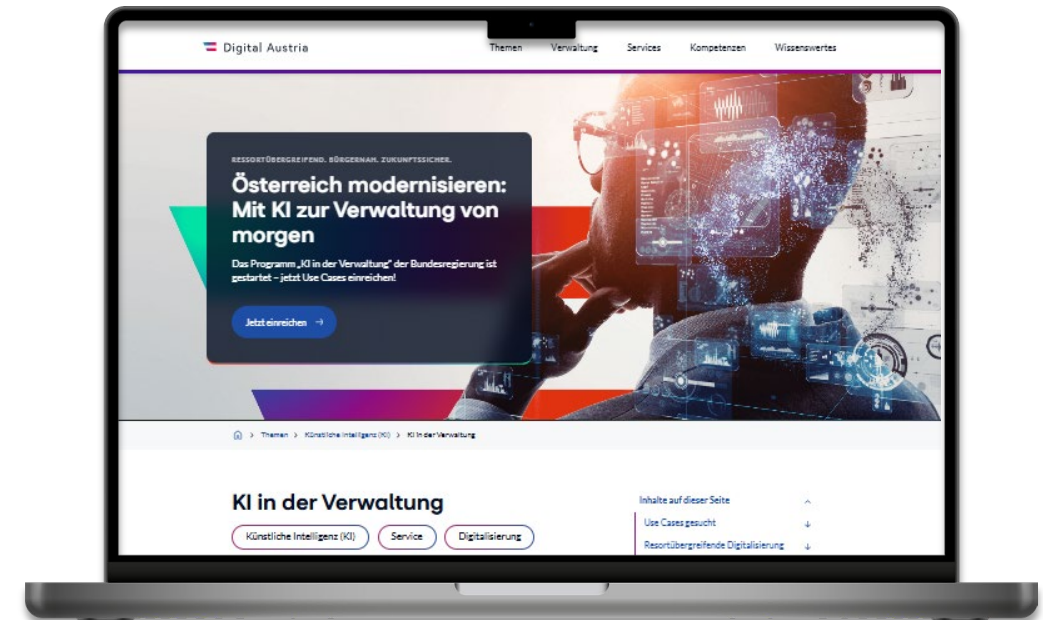 Digital Austria
Themen Verwaltung Services Kompetenzen Wissenswertes
RESSORTÜBERGREIFEND. BÜRGERNAH. ZUKUNFTSSICHER.
Österreich modernisieren:
Mit KI zur Verwaltung von
morgen
Das Programm „KI in der Verwaltung“ der Bundesregierung ist
gestartet – jetzt Use Cases einreichen!
Jetzt einreichen →
> Themen > Künstliche Intelligenz (KI) > KI in der Verwaltung
KI in der Verwaltung
Künstliche Intelligenz (KI) Service Digitalisierung
Inhalte auf dieser Seite
Use Cases gesucht ↓
Resortübergreifende Digitalisierung ↓